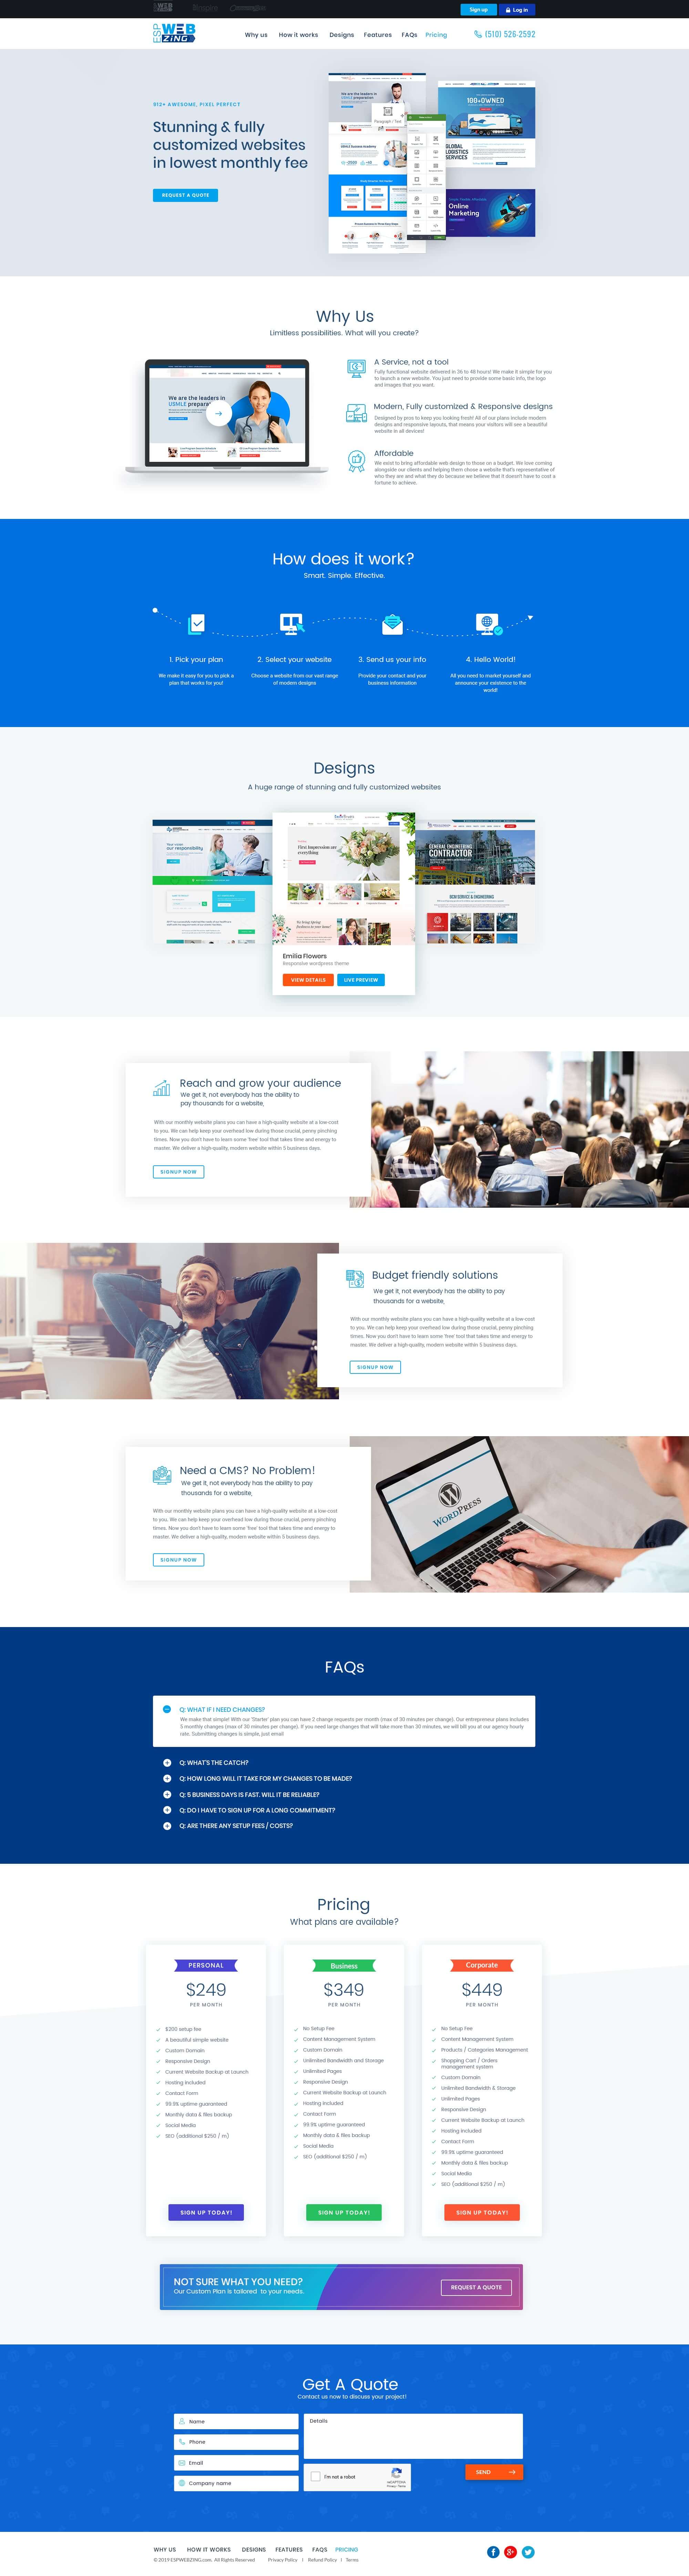 Sign up
Log in
ESP WEB ZING
Why us
How it works
Designs
Features
FAQs
Pricing
(510) 526-2592
912+ AWESOME, PIXEL PERFECT
Stunning & fully
customized websites
in lowest monthly fee
REQUEST A QUOTE
Paragraph / Text
100+OWNED
GLOBAL
LOGISTICS
SERVICES
Online
Marketing
Why Us
Limitless possibilities. What will you create?
We are the leaders in
USMLE preparation
A Service, not a tool
Fully functional website delivered in 36 to 48 hours! We make it simple for you
to launch a new website. You just need to provide some basic info, the logo
and images that you want.
Modern, Fully customized & Responsive designs
Designed by pros to keep you looking fresh!! All of our plans include modern
designs and responsive layouts, that means your visitors will see a beautiful
website in all devices!
Affordable
We exist to bring affordable web design to those on a budget. We love coming
alongside our clients and helping them chose a website that's representative of
who they are and what they do because we believe that it doesn't have to cost a
fortune to achieve.
How does it work?
Smart. Simple. Effective.
1. Pick your plan
We make it easy for you to pick a
plan that works for you!
2. Select your website
Choose a website from our vast range
of modern designs
3. Send us your info
Provide your contact and your
business information
4. Hello World!
All you need to market yourself and
announce your existence to the
world!
Designs
A huge range of stunning and fully customized websites
our responsibility
First impressions are
everything
GENERAL ENGINEERING
CONTRACTOR
Emilia Flowers
Responsive wordpress theme
VIEW DETAILS
LIVE PREVIEW
Reach and grow your audience
We get it, not everybody has the ability to
pay thousands for a website,
With our monthly website plans you can have a high-quality website at a low-cost
to you. We can help keep your overhead low during those crucial, penny pinching
times. Now you don't have to learn some 'free' tool that takes time and energy to
master. We deliver a high-quality, modern website within 5 business days.
SIGNUP NOW
Budget friendly solutions
We get it, not everybody has the ability to pay
thousands for a website,
With our monthly website plans you can have a high-quality website at a low-cost
to you. We can help keep your overhead low during those crucial, penny pinching
times. Now you don't have to learn some 'free' tool that takes time and energy to
master. We deliver a high-quality, modern website within 5 business days.
SIGNUP NOW
Need a CMS? No Problem!
We get it, not everybody has the ability to pay
thousands for a website,
With our monthly website plans you can have a high-quality website at a low-cost
to you. We can help keep your overhead low during those crucial, penny pinching
times. Now you don't have to learn some 'free' tool that takes time and energy to
master. We deliver a high-quality, modern website within 5 business days.
SIGNUP NOW
WORDPRESS
FAQs
Q: WHAT IF I NEED CHANGES?
We make that simple! With our 'Starter' plan you can have 2 change requests per month (max of 30 minutes per change). Our entrepreneur plans includes
5 monthly changes (max of 30 minutes per change). If you need large changes that will take more than 30 minutes, we will bill you at our agency hourly
rate. Submitting changes is simple, just email
Q: WHAT'S THE CATCH?
Q: HOW LONG WILL IT TAKE FOR MY CHANGES TO BE MADE?
Q: 5 BUSINESS DAYS IS FAST. WILL IT BE RELIABLE?
Q: DO I HAVE TO SIGN UP FOR A LONG COMMITMENT?
Q: ARE THERE ANY SETUP FEES / COSTS?
Pricing
What plans are available?
PERSONAL
$249
PER MONTH
$200 setup fee
A beautiful simple website
Custom Domain
Responsive Design
Current Website Backup at Launch
Hosting Included
Contact Form
99.9% uptime guaranteed
Monthly data & files backup
Social Media
SEO (additional $250 / m)
SIGN UP TODAY!
Business
$349
PER MONTH
No Setup Fee
Content Management System
Custom Domain
Unlimited Bandwidth and Storage
Unlimited Pages
Responsive Design
Current Website Backup at Launch
Hosting Included
Contact Form
99.9% uptime guaranteed
Monthly data & files backup
Social Media
SEO (additional $250 / m)
SIGN UP TODAY!
Corporate
$449
PER MONTH
No Setup Fee
Content Management System
Products / Categories Management
Shopping Cart / Orders
management system
Custom Domain
Unlimited Bandwidth & Storage
Unlimited Pages
Responsive Design
Current Website Backup at Launch
Hosting Included
Contact Form
99.9% uptime guaranteed
Monthly data & files backup
Social Media
SEO (additional $250 / m)
SIGN UP TODAY!
NOT SURE WHAT YOU NEED?
Our Custom Plan is tailored to your needs.
REQUEST A QUOTE
Get A Quote
Contact us now to discuss your project!
Name
Phone
Email
Company name
Details
I'm not a robot
reCAPTCHA
Privacy - Terms
SEND
WHY US
HOW IT WORKS
DESIGNS
FEATURES
FAQS
PRICING
© 2019 ESPWEBZING.com. All Rights Reserved
Privacy Policy | Refund Policy | Terms